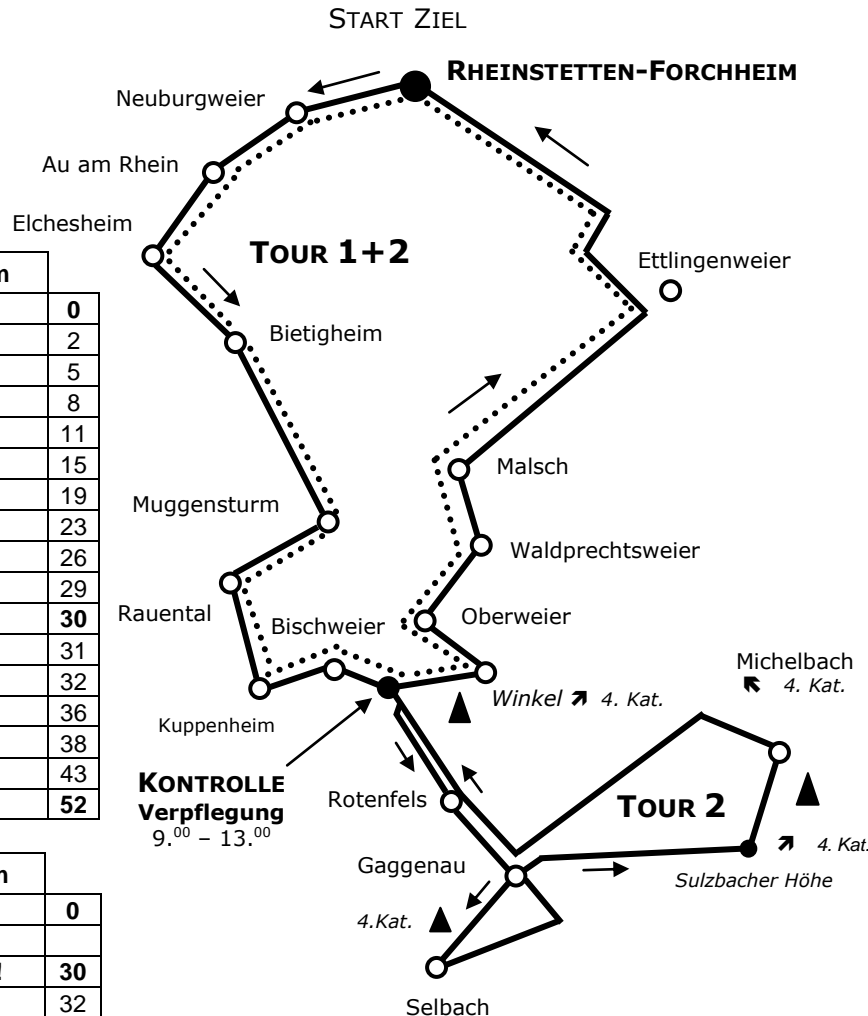 START ZIEL
RHEINSTETTEN-FORCHHEIM
Neuburgweier
Au am Rhein
Elchesheim
TOUR 1+2
Ettlingenweier
Bietigheim
Malsch
Muggensturm
Waldprechtsweier
Rauental
Bischweier
Oberweier
Michelbach
4. Kat.
Winkel 4. Kat.
Kuppenheim
KONTROLLE
Verpflegung
9.00 – 13.00
Rotenfels
TOUR 2
Gaggenau
4. Kat.
Sulzbacher Höhe
4.Kat.
Selbach
0
2
5
8
11
15
19
23
26
29
30
31
32
36
38
43
52
0
30
32